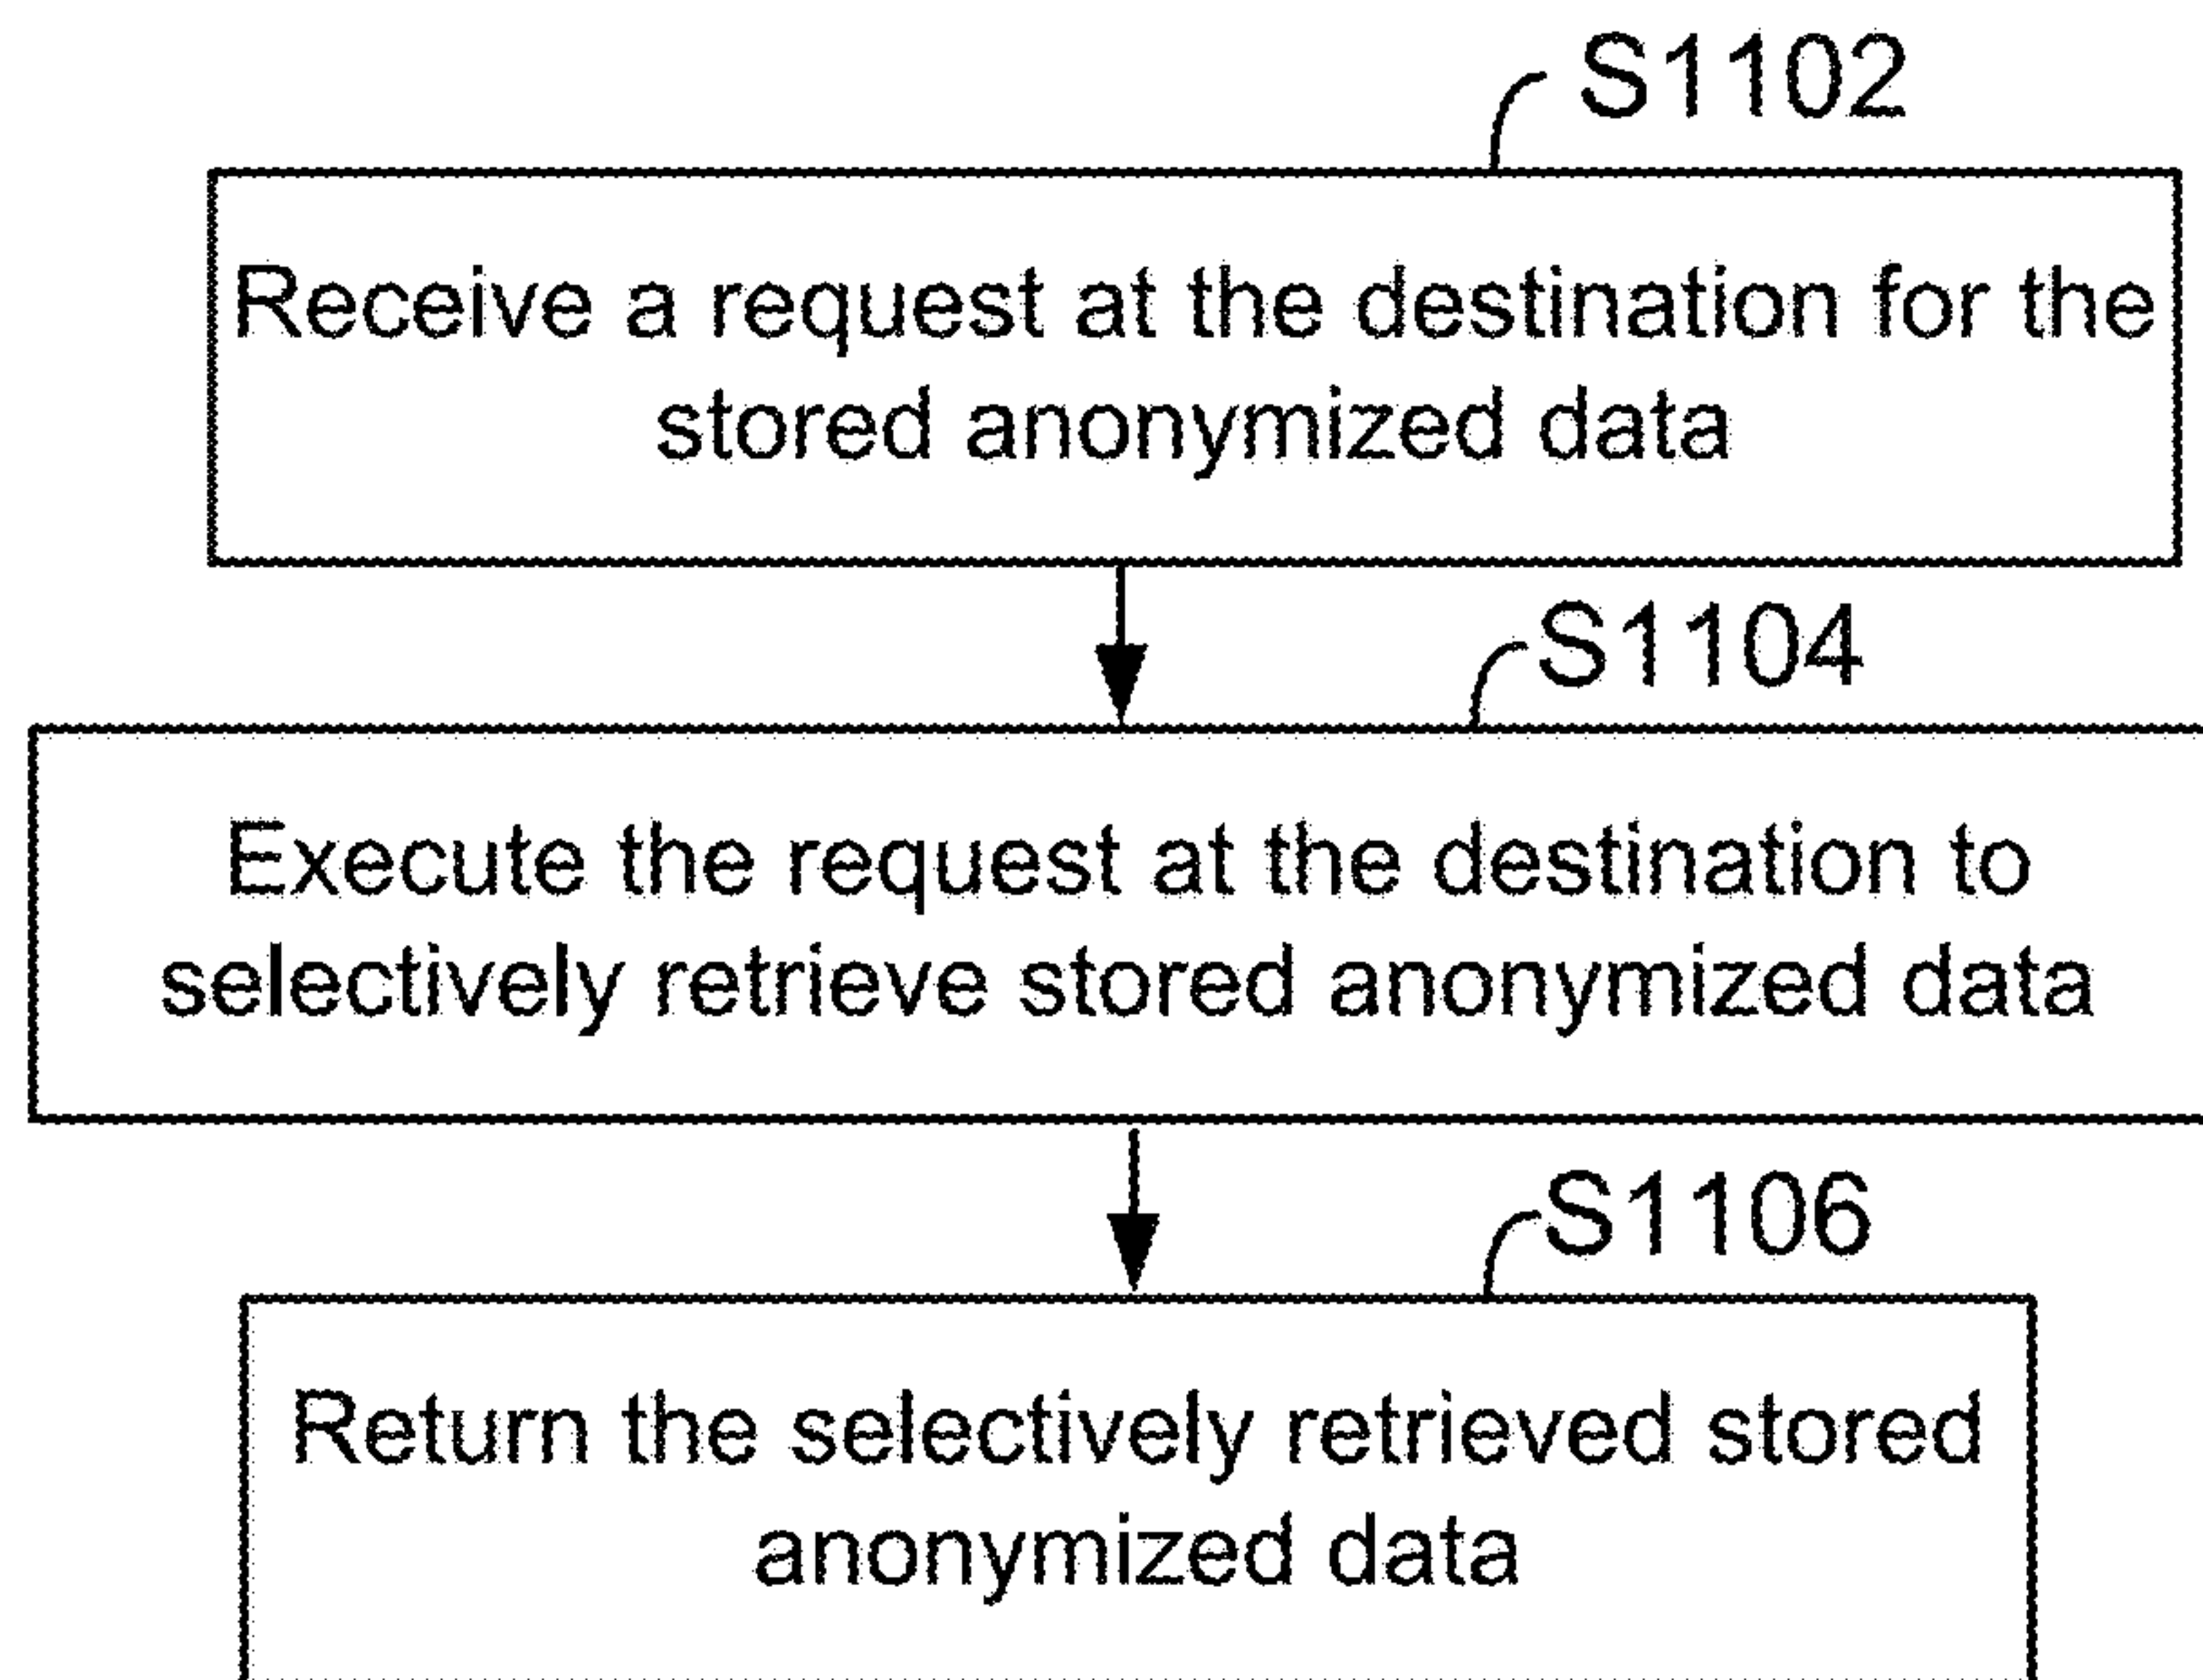 S1102
Receive a request at the destination for the
stored anonymized data
S1104
Execute the request at the destination to
selectively retrieve stored anonymized data
S1106
Return the selectively retrieved stored
anonymized data